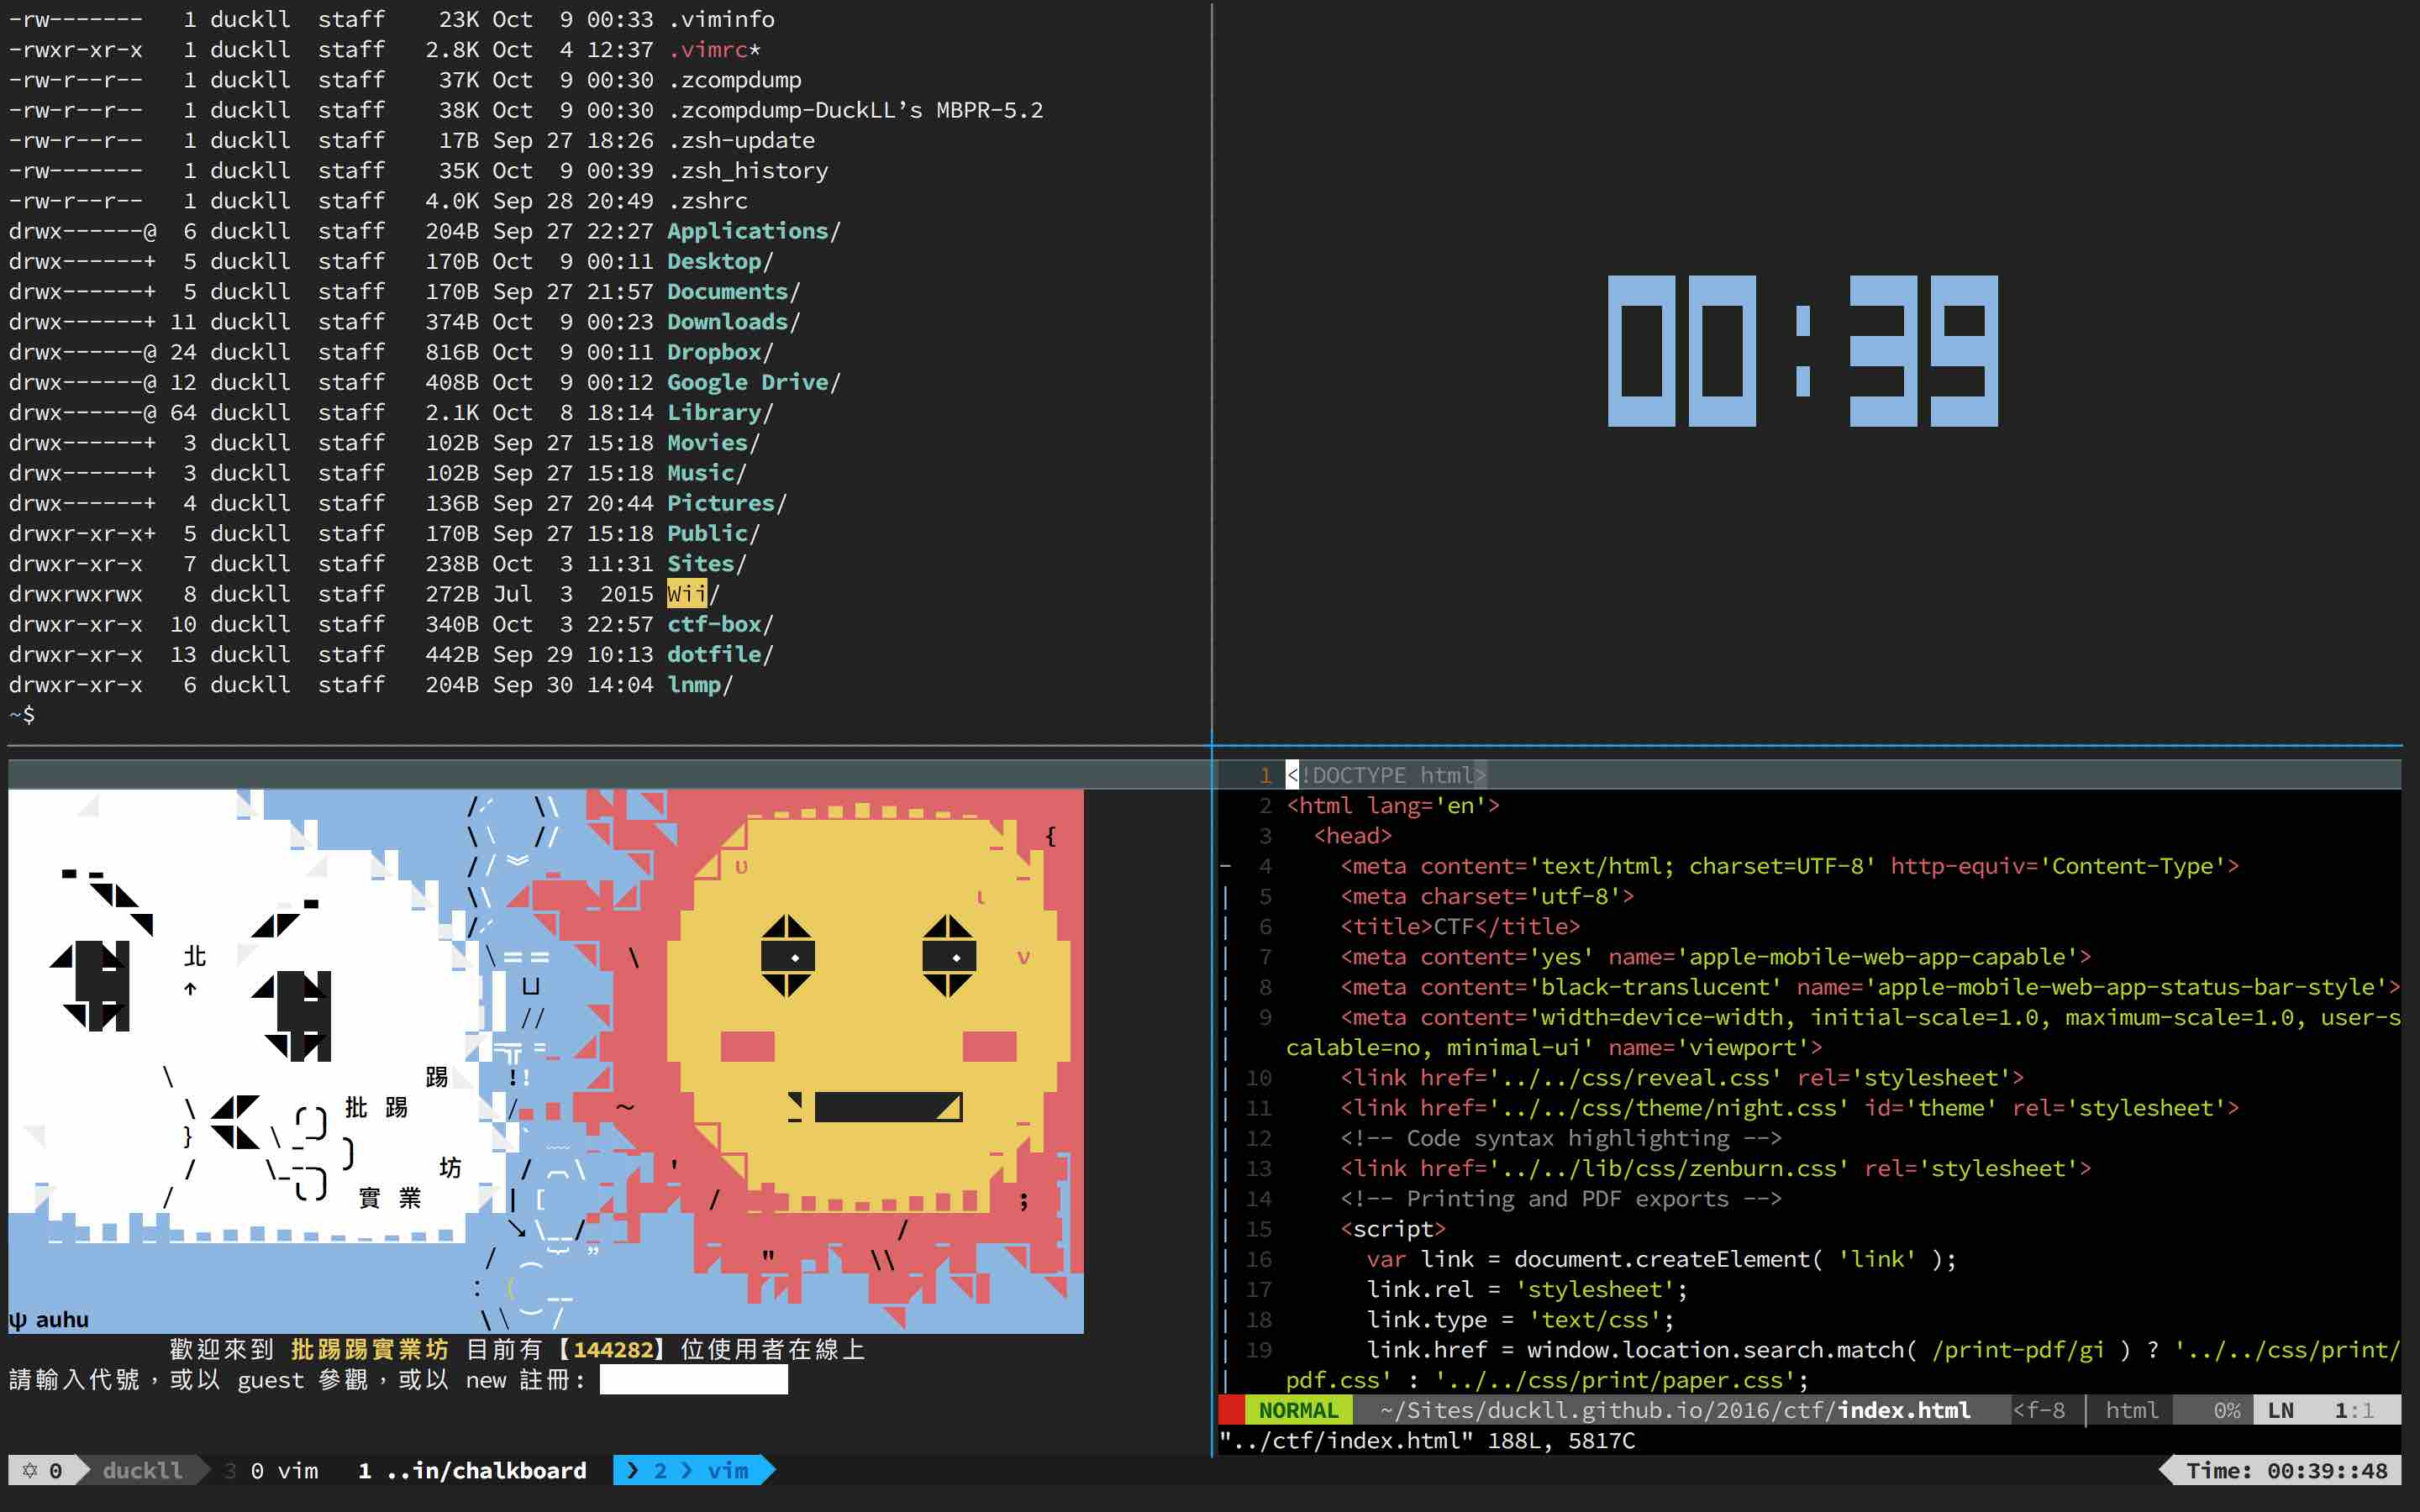 -rw-------   1 duckll  staff    23K Oct  9 00:33 .viminfo
-rwxr-xr-x   1 duckll  staff   2.8K Oct  4 12:37 .vimrc*
-rw-r--r--   1 duckll  staff    37K Oct  9 00:30 .zcompdump
-rw-r--r--   1 duckll  staff    38K Oct  9 00:30 .zcompdump-DuckLL’s MBPR-5.2
-rw-r--r--   1 duckll  staff    17B Sep 27 18:26 .zsh-update
-rw-------   1 duckll  staff    35K Oct  9 00:39 .zsh_history
-rw-r--r--   1 duckll  staff   4.0K Sep 28 20:49 .zshrc
drwx------@  6 duckll  staff   204B Sep 27 22:27 Applications/
drwx------+  5 duckll  staff   170B Oct  9 00:11 Desktop/
drwx------+  5 duckll  staff   170B Sep 27 21:57 Documents/
drwx------+ 11 duckll  staff   374B Oct  9 00:23 Downloads/
drwx------@ 24 duckll  staff   816B Oct  9 00:11 Dropbox/
drwx------@ 12 duckll  staff   408B Oct  9 00:12 Google Drive/
drwx------@ 64 duckll  staff   2.1K Oct  8 18:14 Library/
drwx------+  3 duckll  staff   102B Sep 27 15:18 Movies/
drwx------+  3 duckll  staff   102B Sep 27 15:18 Music/
drwx------+  4 duckll  staff   136B Sep 27 20:44 Pictures/
drwxr-xr-x+  5 duckll  staff   170B Sep 27 15:18 Public/
drwxr-xr-x   7 duckll  staff   238B Oct  3 11:31 Sites/
drwxrwxrwx   8 duckll  staff   272B Jul  3  2015 Wii/
drwxr-xr-x  10 duckll  staff   340B Oct  3 22:57 ctf-box/
drwxr-xr-x  13 duckll  staff   442B Sep 29 10:13 dotfile/
drwxr-xr-x   6 duckll  staff   204B Sep 30 14:04 lnmp/
~$
00:39
北
↑
踢
批 踢
坊
實 業
ψ auhu
歡迎來到 批踢踢實業坊 目前有【144282】位使用者在線上
請輸入代號，或以 guest 參觀，或以 new 註冊:
1 <!DOCTYPE html>
2 <html lang='en'>
3   <head>
4     <meta content='text/html; charset=UTF-8' http-equiv='Content-Type'>
5     <meta charset='utf-8'>
6     <title>CTF</title>
7     <meta content='yes' name='apple-mobile-web-app-capable'>
8     <meta content='black-translucent' name='apple-mobile-web-app-status-bar-style'>
9     <meta content='width=device-width, initial-scale=1.0, maximum-scale=1.0, user-s
calable=no, minimal-ui' name='viewport'>
10     <link href='../../css/reveal.css' rel='stylesheet'>
11     <link href='../../css/theme/night.css' id='theme' rel='stylesheet'>
12     <!-- Code syntax highlighting -->
13     <link href='../../lib/css/zenburn.css' rel='stylesheet'>
14     <!-- Printing and PDF exports -->
15     <script>
16       var link = document.createElement( 'link' );
17       link.rel = 'stylesheet';
18       link.type = 'text/css';
19       link.href = window.location.search.match( /print-pdf/gi ) ? '../../css/print/
pdf.css' : '../../css/print/paper.css';
NORMAL ~/Sites/duckll.github.io/2016/ctf/index.html <f-8 | html 0% LN 1:1
"../ctf/index.html" 188L, 5817C
✡ 0 duckll 3 0 vim 1 ..in/chalkboard ❯ 2 ❯ vim Time: 00:39::48